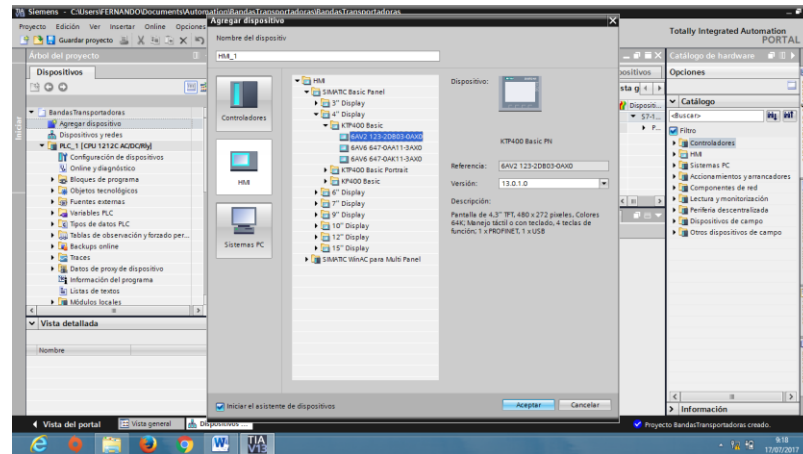 Siemens - C:\Users\FERNANDO\Documents\Automation\BandasTransportadoras\BandasTransportadoras
Proyecto Edición Ver Insertar Online Opciones
Guardar proyecto
Totally Integrated Automation
PORTAL
Árbol del proyecto
Dispositivos
BandasTransportadoras
Agregar dispositivo
Dispositivos y redes
PLC_1 [CPU 1212C AC/DC/Rly]
Configuración de dispositivos
Online y diagnóstico
Bloques de programa
Objetos tecnológicos
Fuentes externas
Variables PLC
Tipos de datos PLC
Tablas de observación y forzado per...
Backups online
Traces
Datos de proxy de dispositivo
Información del programa
Listas de textos
Módulos locales
Vista detallada
Nombre
Agregar dispositivo
Nombre del dispositiv
HMI_1
Controladores
HMI
Sistemas PC
HMI
SIMATIC Basic Panel
3" Display
4" Display
KTP400 Basic
6AV2 123-2DB03-0AX0
6AV6 647-0AA11-3AX0
6AV6 647-0AK11-3AX0
KTP400 Basic Portrait
KP400 Basic
6" Display
7" Display
9" Display
10" Display
12" Display
15" Display
SIMATIC WinAC para Multi Panel
Dispositivo:
KTP400 Basic PN
Referencia: 6AV2 123-2DB03-0AX0
Versión: 13.0.1.0
Descripción:
Pantalla de 4,3" TFT, 480 x 272 píxeles, Colores
64K; Manejo táctil o con teclado, 4 teclas de
función; 1 x PROFINET, 1 x USB
Iniciar el asistente de dispositivos
Aceptar Cancelar
Catálogo de hardware
Opciones
Catálogo
<Buscar>
Filtro
Controladores
HMI
Sistemas PC
Accionamientos y arrancadores
Componentes de red
Lectura y monitorización
Periferia descentralizada
Dispositivos de campo
Otros dispositivos de campo
Información
Vista del portal Vista general Dispositivos ...
Proyecto BandasTransportadoras creado.
9:18
17/07/2017